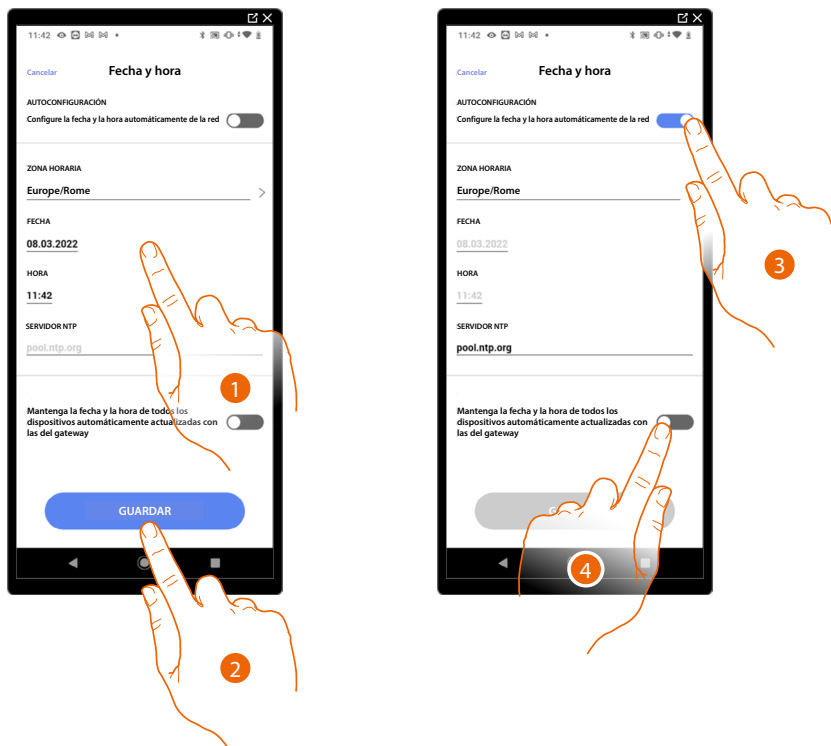 11:42
Cancelar
Fecha y hora
AUTOCONFIGURACIÓN
Configure la fecha y la hora automáticamente de la red
ZONA HORARIA
Europe/Rome
FECHA
08.03.2022
HORA
11:42
SERVIDOR NTP
pool.ntp.org
Mantenga la fecha y la hora de todos los
dispositivos automáticamente actualizadas con
las del gateway
GUARDAR
1
2
11:42
Cancelar
Fecha y hora
AUTOCONFIGURACIÓN
Configure la fecha y la hora automáticamente de la red
ZONA HORARIA
Europe/Rome
FECHA
08.03.2022
HORA
11:42
SERVIDOR NTP
pool.ntp.org
Mantenga la fecha y la hora de todos los
dispositivos automáticamente actualizadas con
las del gateway
3
4